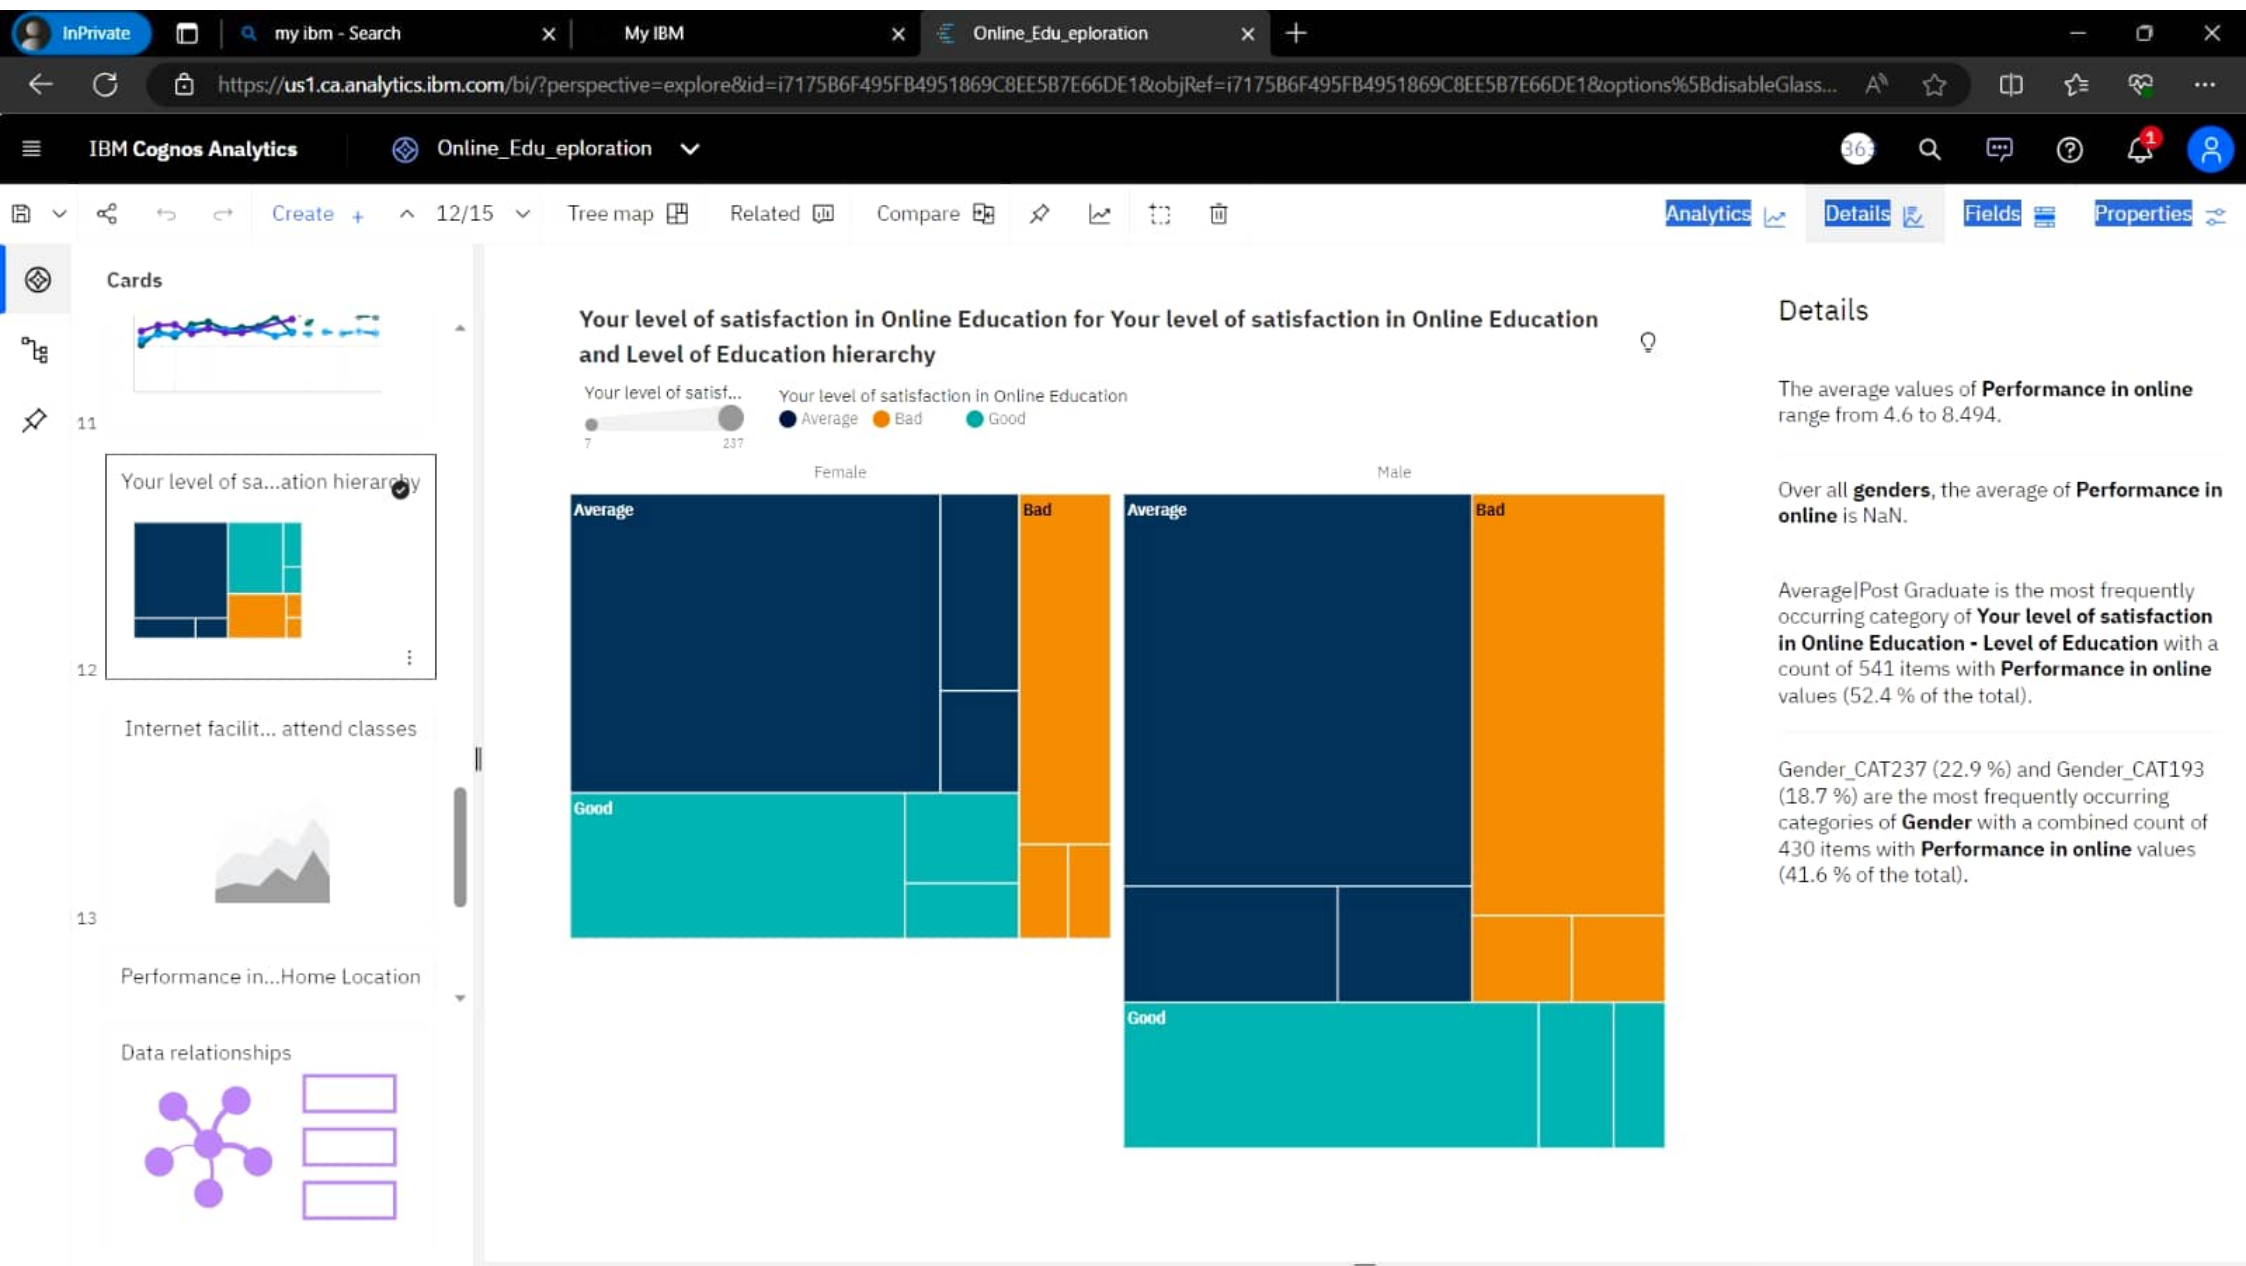 InPrivate
my ibm - Search
My IBM
Online_Edu_eploration
https://us1.ca.analytics.ibm.com/bi/?perspective=explore&id=i7175B6F495FB4951869C8EE5B7E66DE1&objRef=i7175B6F495FB4951869C8EE5B7E66DE1&options%5BdisableGlass...
IBM Cognos Analytics
Online_Edu_eploration
363
1
Create
12/15
Tree map
Related
Compare
Analytics
Details
Fields
Properties
Cards
11
Your level of sa...ation hierarchy
12
Internet facilit... attend classes
13
Performance in...Home Location
Data relationships
Your level of satisfaction in Online Education for Your level of satisfaction in Online Education
and Level of Education hierarchy
Your level of satisf...
7
237
Your level of satisfaction in Online Education
Average
Bad
Good
Female
Male
Average
Bad
Good
Average
Bad
Good
Details
The average values of Performance in online
range from 4.6 to 8.494.
Over all genders, the average of Performance in
online is NaN.
Average|Post Graduate is the most frequently
occurring category of Your level of satisfaction
in Online Education - Level of Education with a
count of 541 items with Performance in online
values (52.4 % of the total).
Gender_CAT237 (22.9 %) and Gender_CAT193
(18.7 %) are the most frequently occurring
categories of Gender with a combined count of
430 items with Performance in online values
(41.6 % of the total).